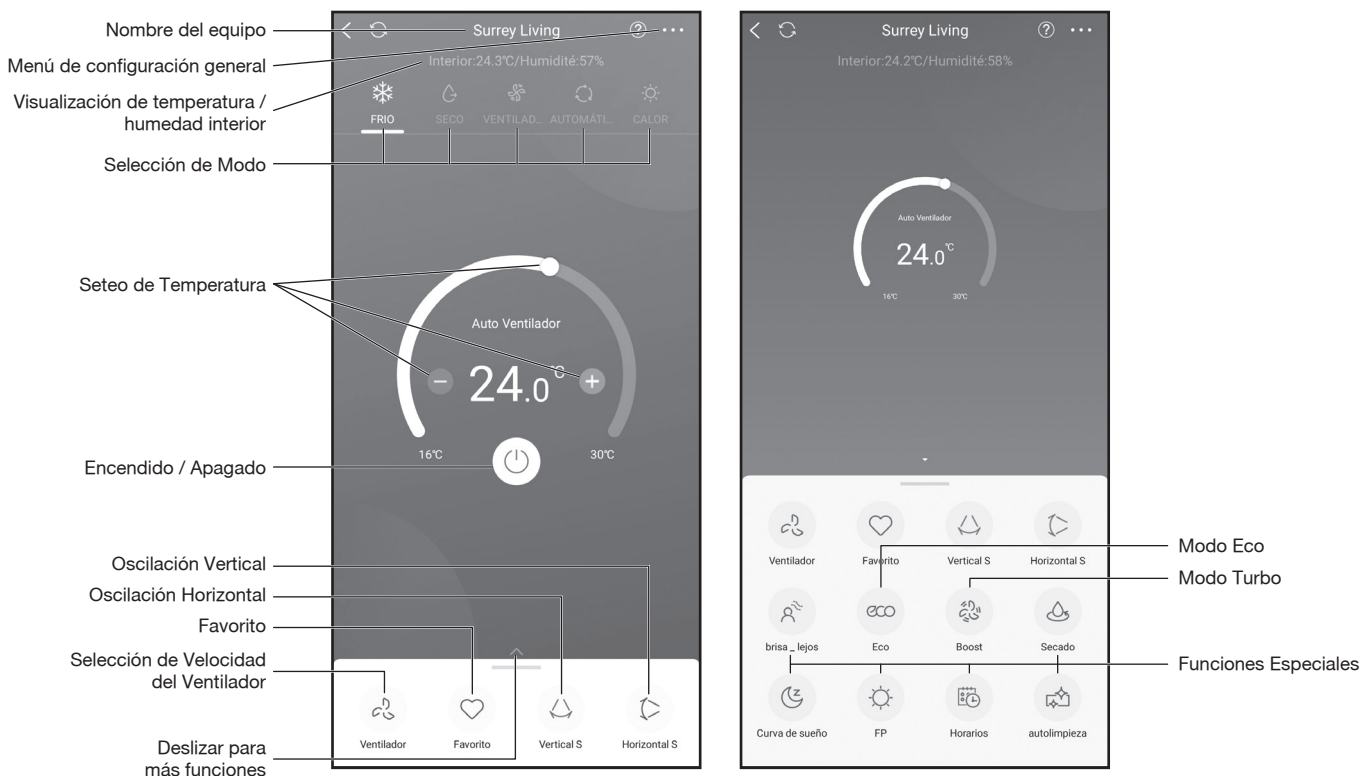 Nombre del equipo
Menú de configuración general
Visualización de temperatura /
humedad interior
Selección de Modo
Seteo de Temperatura
Encendido / Apagado
Oscilación Vertical
Oscilación Horizontal
Favorito
Selección de Velocidad
del Ventilador
Deslizar para
más funciones
Surrey Living
Interior:24.3℃/Humidité:57%
FRIO SECO VENTILAD... AUTOMÁTI... CALOR
Auto Ventilador
24.0℃
16℃ 30℃
Ventilador Favorito Vertical S Horizontal S
Surrey Living
Interior:24.2℃/Humidité:58%
Auto Ventilador
24.0℃
16℃ 30℃
Ventilador Favorito Vertical S Horizontal S
brisa_lejos eco Eco Boost Secado
Curva de sueño FP Horarios autolimpieza
Modo Eco
Modo Turbo
Funciones Especiales